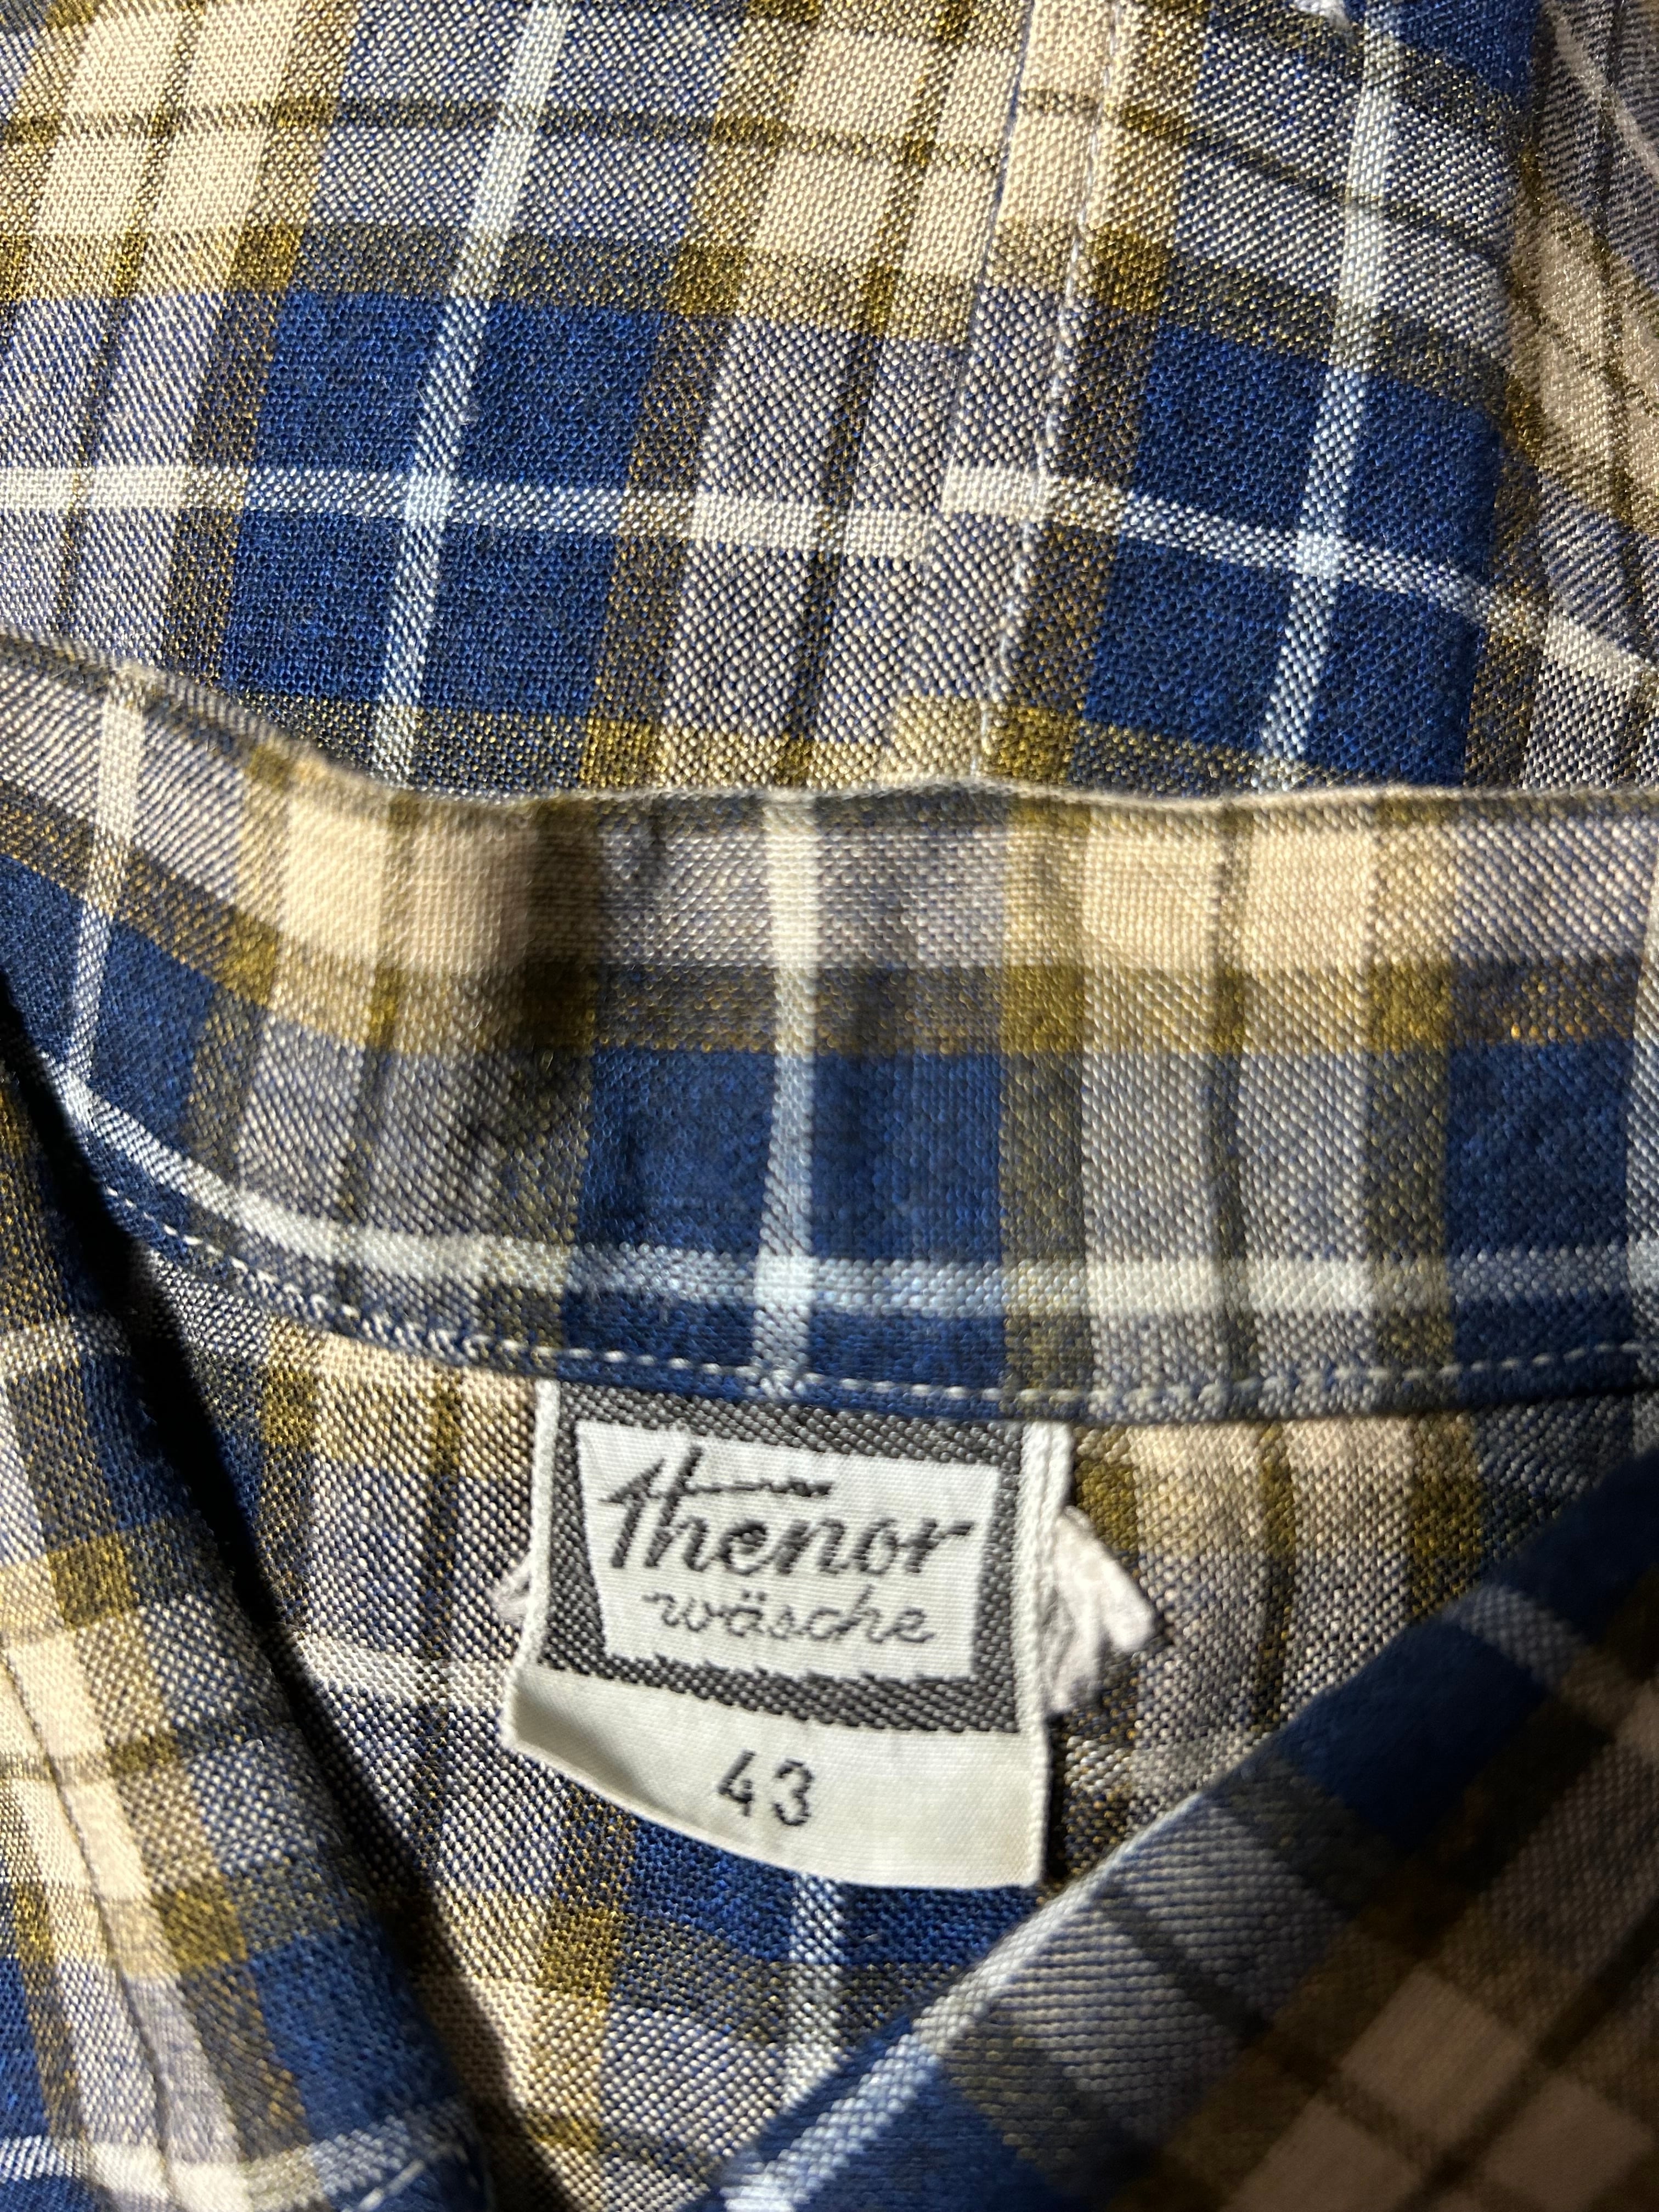 Thenor
wäsche
43